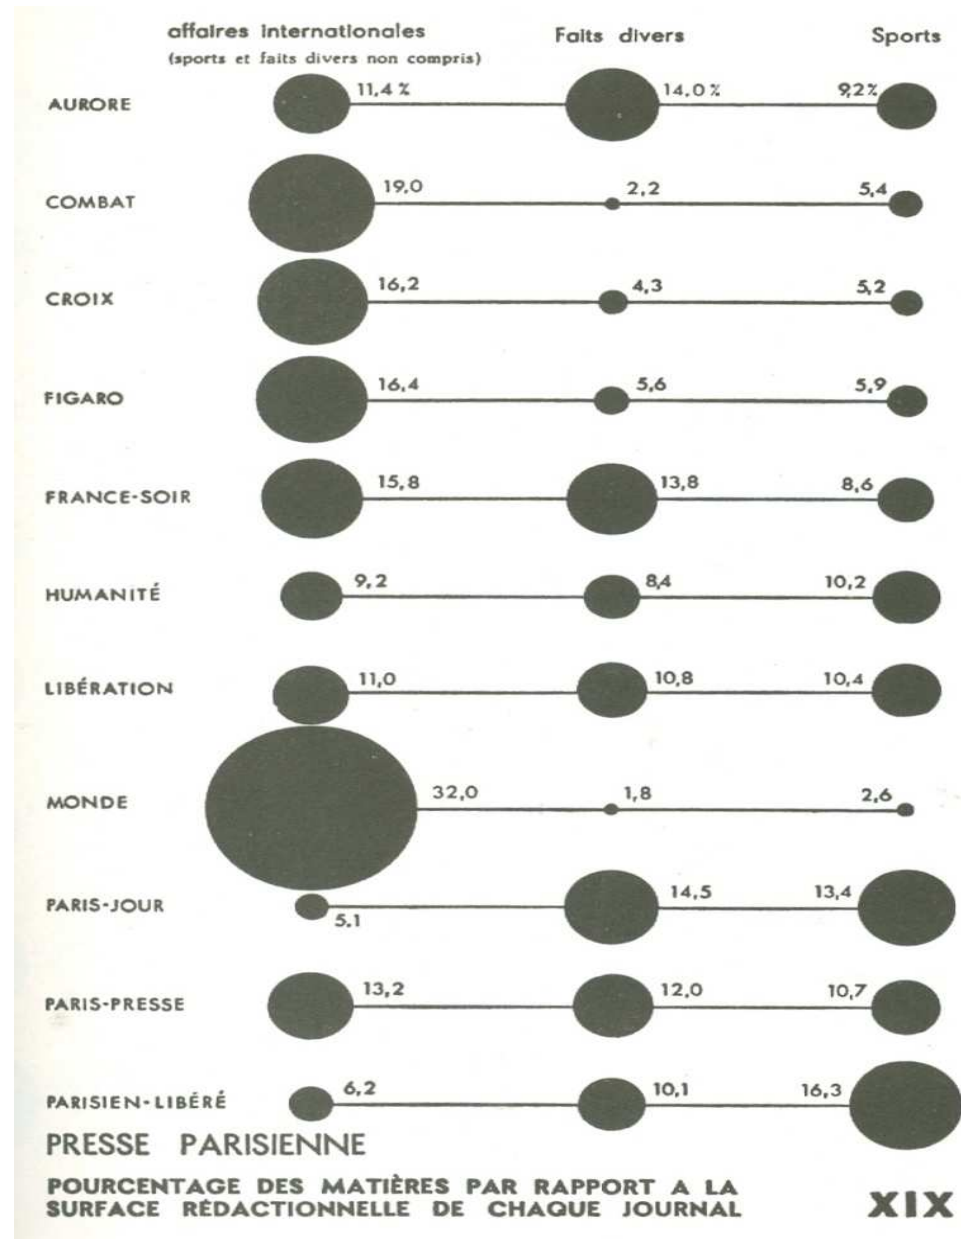 affaires internationales Faits divers Sports
(sports et faits divers non compris)
AURORE 11,4 % 14.0 % 9,2 %
COMBAT 19,0 2,2 5,4
CROIX 16,2 4,3 5,2
FIGARO 16,4 5,6 5,9
FRANCE-SOIR 15,8 13,8 8,6
HUMANITÉ 9,2 8,4 10,2
LIBÉRATION 11,0 10,8 10,4
MONDE 32,0 1,8 2,6
PARIS-JOUR 5.1 14,5 13,4
PARIS-PRESSE 13,2 12,0 10,7
PARISIEN-LIBÉRÉ 6,2 10,1 16,3
PRESSE PARISIENNE
POURCENTAGE DES MATIÈRES PAR RAPPORT A LA
SURFACE RÉDACTIONNELLE DE CHAQUE JOURNAL XIX